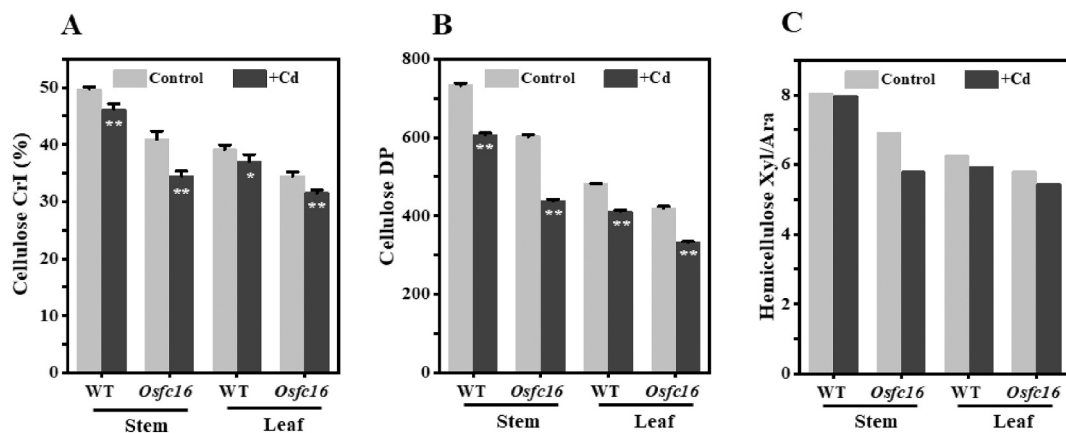 A
Control
+Cd
Cellulose CrI (%)
50
40
30
20
10
0
**
**
*
**
WT
Osfc16
WT
Osfc16
Stem
Leaf
B
Control
+Cd
Cellulose DP
800
600
400
200
0
**
**
**
**
WT
Osfc16
WT
Osfc16
Stem
Leaf
C
Control
+Cd
Hemicellulose Xyl/Ara
8
6
4
2
0
WT
Osfc16
WT
Osfc16
Stem
Leaf